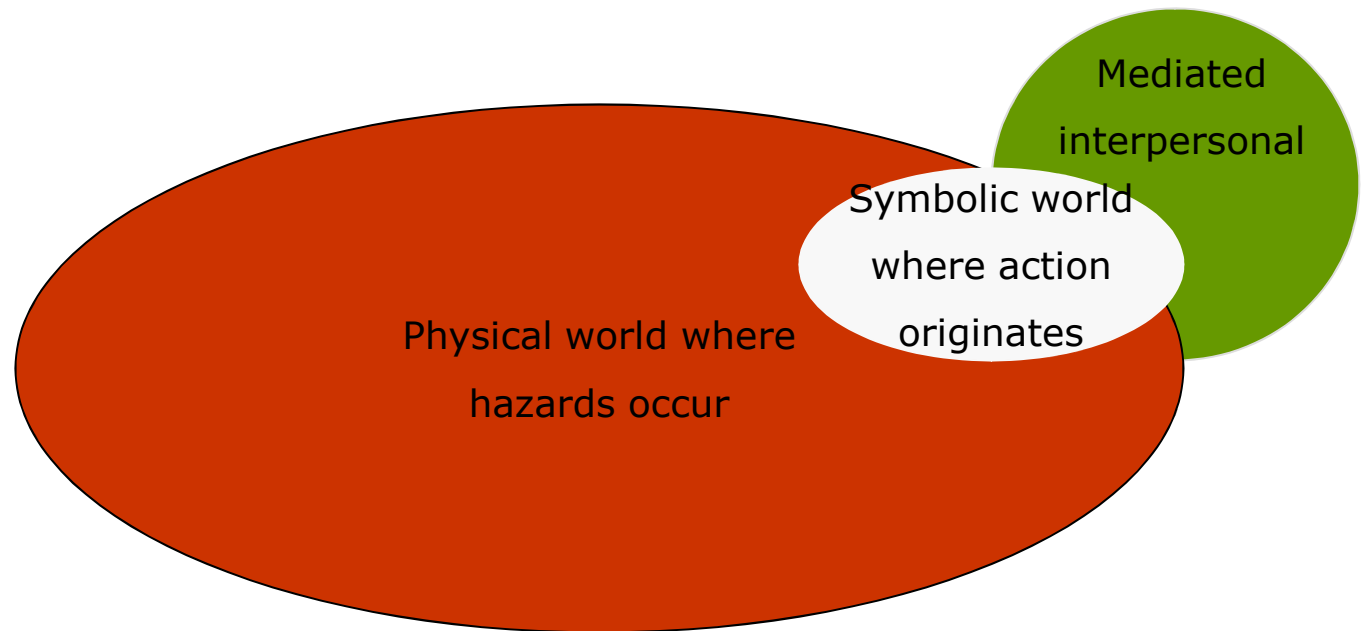 Mediated
interpersonal
Symbolic world
where action
originates
Physical world where
hazards occur